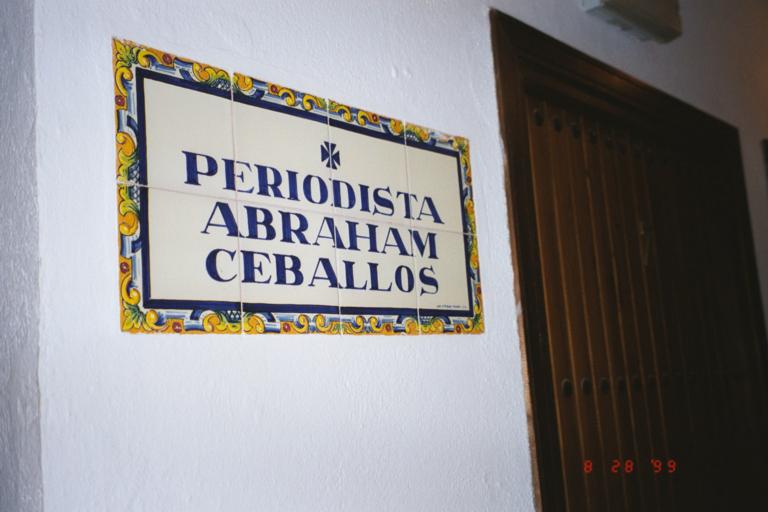 PERIODISTA
ABRAHAM
CEBALLOS
8 28 '99